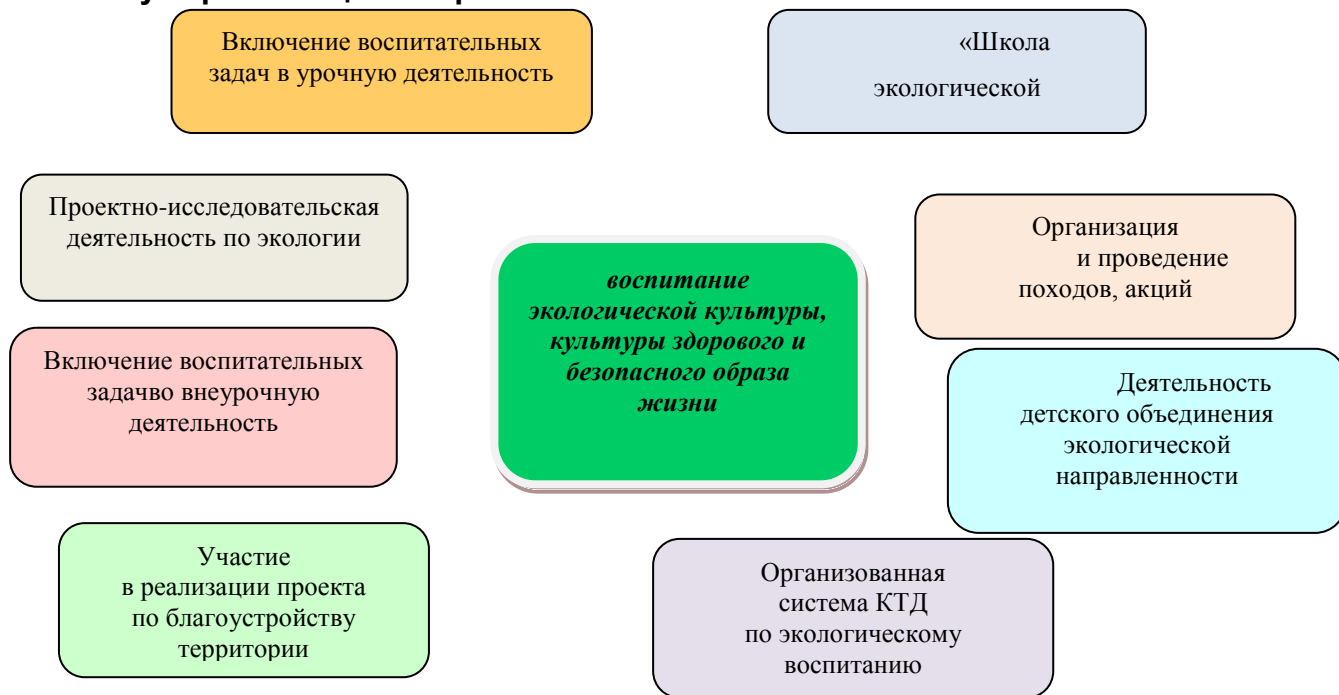 Включение воспитательных
задач в урочную деятельность
«Школа
экологической
Проектно-исследовательская
деятельность по экологии
Организация
и проведение
походов, акций
воспитание
экологической культуры,
культуры здорового и
безопасного образа
жизни
Включение воспитательных
задачво внеурочную
деятельность
Деятельность
детского объединения
экологической
направленности
Участие
в реализации проекта
по благоустройству
территории
Организованная
система КТД
по экологическому
воспитанию